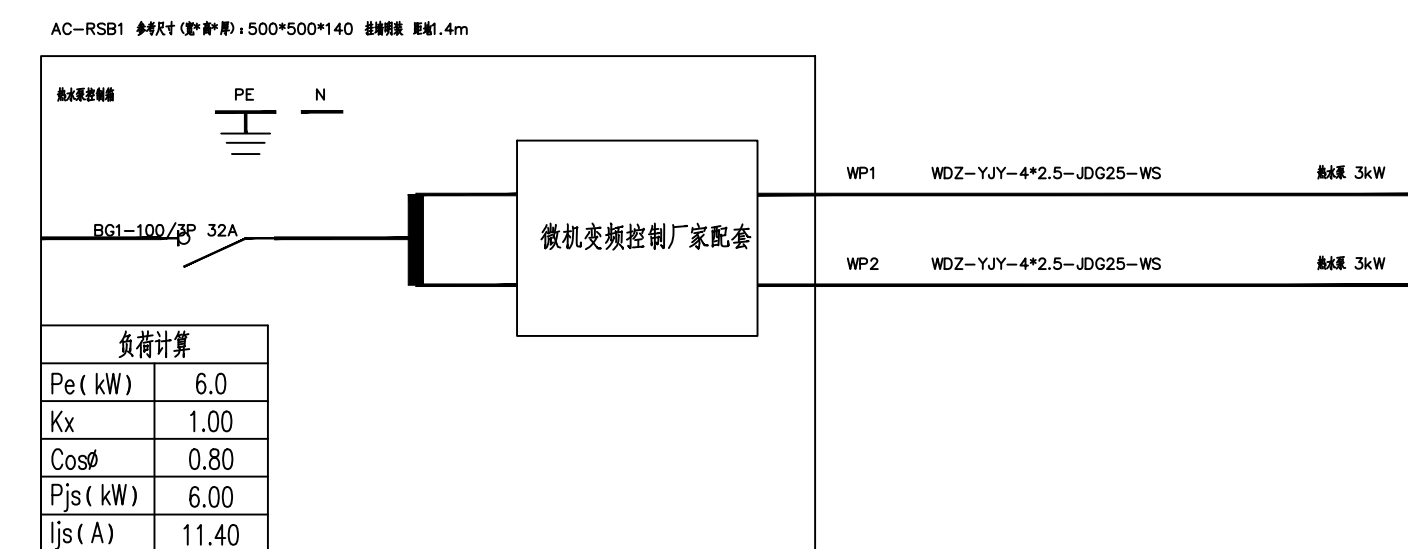 AC-RSB1 参考尺寸(宽*高*厚):500*500*140 挂墙明装 距地1.4m
热水泵控制箱
PE N
WP1 WDZ-YJY-4*2.5-JDG25-WS 热水泵 3kW
BG1-100/3P 32A
微机变频控制厂家配套
WP2 WDZ-YJY-4*2.5-JDG25-WS 热水泵 3kW
负荷计算
Pe(kW) 6.0
Kx 1.00
CosØ 0.80
Pjs(kW) 6.00
Ijs(A) 11.40